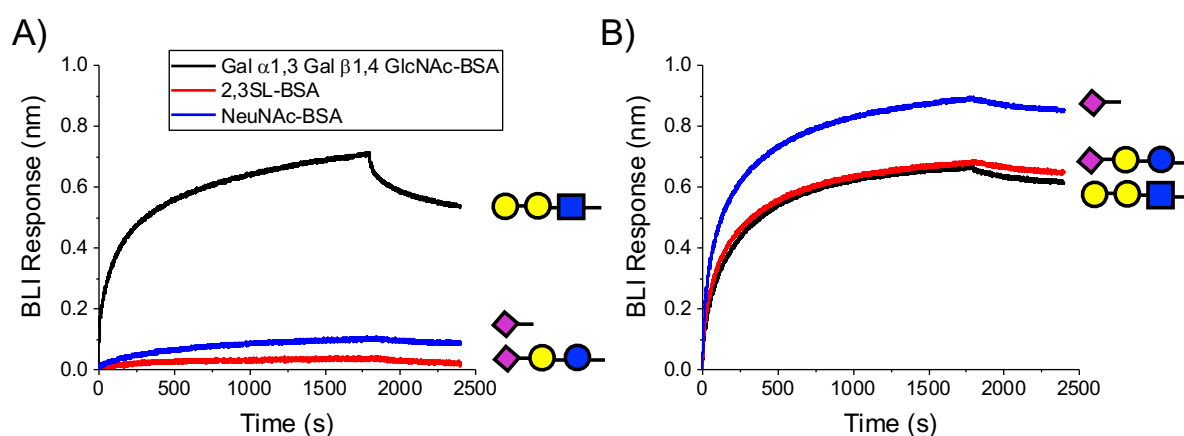 A)
Gal α1,3 Gal β1,4 GlcNAc-BSA
2,3SL-BSA
NeuNAc-BSA
BLI Response (nm)
1.0
0.8
0.6
0.4
0.2
0.0
0
500
1000
1500
2000
2500
Time (s)
B)
BLI Response (nm)
1.0
0.8
0.6
0.4
0.2
0.0
0
500
1000
1500
2000
2500
Time (s)